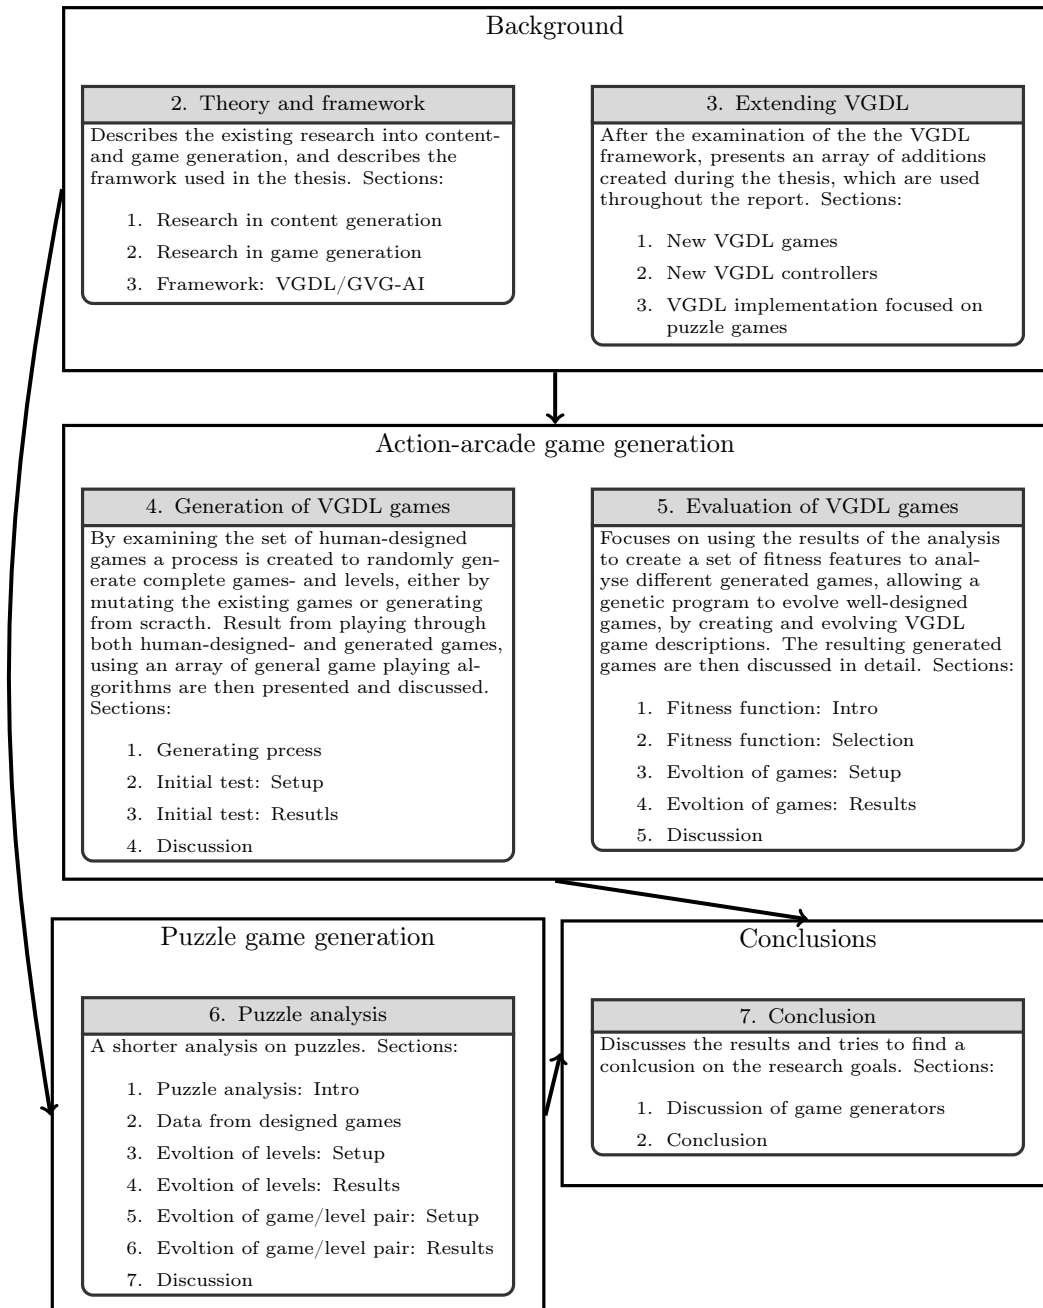 Background
2. Theory and framework
Describes the existing research into content-
and game generation, and describes the
framwork used in the thesis. Sections:
1. Research in content generation
2. Research in game generation
3. Framework: VGDL/GVG-AI
3. Extending VGDL
After the examination of the the VGDL
framework, presents an array of additions
created during the thesis, which are used
throughout the report. Sections:
1. New VGDL games
2. New VGDL controllers
3. VGDL implementation focused on
puzzle games
Action-arcade game generation
4. Generation of VGDL games
By examining the set of human-designed
games a process is created to randomly gen-
erate complete games- and levels, either by
mutating the existing games or generating
from scracth. Result from playing through
both human-designed- and generated games,
using an array of general game playing al-
gorithms are then presented and discussed.
Sections:
1. Generating prcess
2. Initial test: Setup
3. Initial test: Resutls
4. Discussion
5. Evaluation of VGDL games
Focuses on using the results of the analysis
to create a set of fitness features to anal-
yse different generated games, allowing a
genetic program to evolve well-designed
games, by creating and evolving VGDL
game descriptions. The resulting generated
games are then discussed in detail. Sections:
1. Fitness function: Intro
2. Fitness function: Selection
3. Evoltion of games: Setup
4. Evoltion of games: Results
5. Discussion
Puzzle game generation
6. Puzzle analysis
A shorter analysis on puzzles. Sections:
1. Puzzle analysis: Intro
2. Data from designed games
3. Evoltion of levels: Setup
4. Evoltion of levels: Results
5. Evoltion of game/level pair: Setup
6. Evoltion of game/level pair: Results
7. Discussion
Conclusions
7. Conclusion
Discusses the results and tries to find a
conlcusion on the research goals. Sections:
1. Discussion of game generators
2. Conclusion